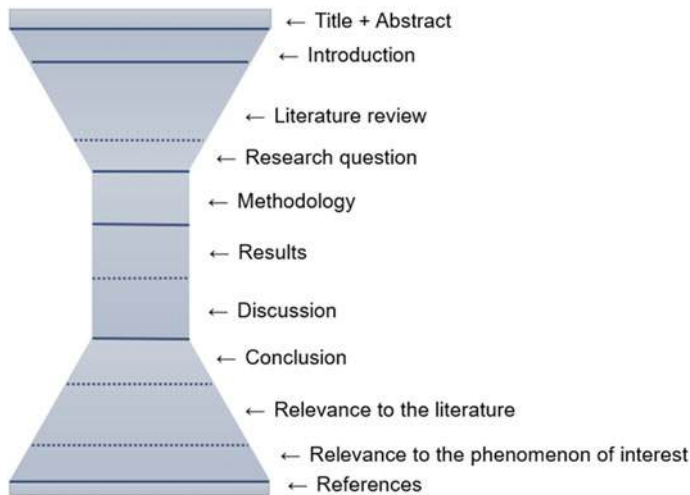 ← Title + Abstract
← Introduction
← Literature review
← Research question
← Methodology
← Results
← Discussion
← Conclusion
← Relevance to the literature
← Relevance to the phenomenon of interest
← References